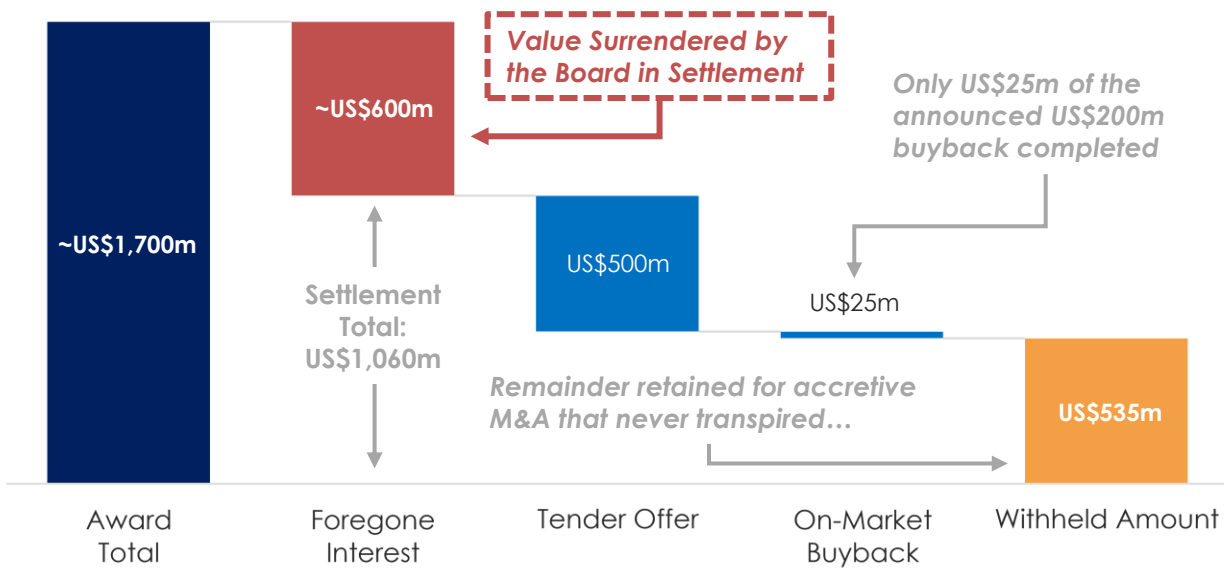 Value Surrendered by
the Board in Settlement
Only US$25m of the
announced US$200m
buyback completed
~US$600m
~US$1,700m
US$500m
Settlement
Total:
US$1,060m
US$25m
Remainder retained for accretive
M&A that never transpired…
US$535m
Award
Total
Foregone
Interest
Tender Offer
On-Market
Buyback
Withheld Amount